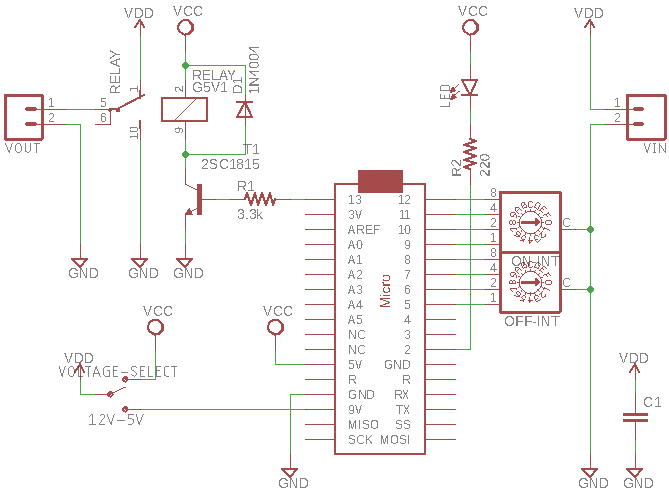 VDD
VCC
VCC
VDD
RELAY
RELAY
G5V1
D1
1N4004
1
2
5
6
1
10
2
9
VOUT
LED
1
2
VIN
T1
2SC1815
R1
3.3k
R2
220
GND
GND
GND
Micro
13 12
3V 11
AREF 10
A0 9
A1 8
A2 7
A3 6
A4 5
A5 4
NC 3
NC 2
5V GND
R R
GND RX
9V TX
MISO SS
SCK MOSI
8
4
2
1
C
ON-INT
8
4
2
1
C
OFF-INT
VCC
VCC
VDD
VOLTAGE-SELECT
12V-5V
GND
GND
VDD
C1
GND